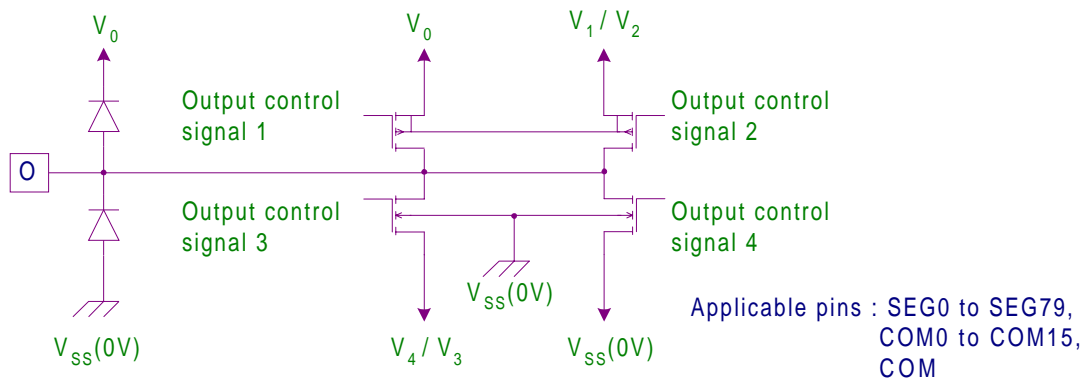 V0
V0
V1 / V2
Output control
signal 1
Output control
signal 2
O
Output control
signal 3
Output control
signal 4
VSS(0V)
VSS(0V)
V4 / V3
VSS(0V)
Applicable pins : SEG0 to SEG79,
COM0 to COM15,
COM